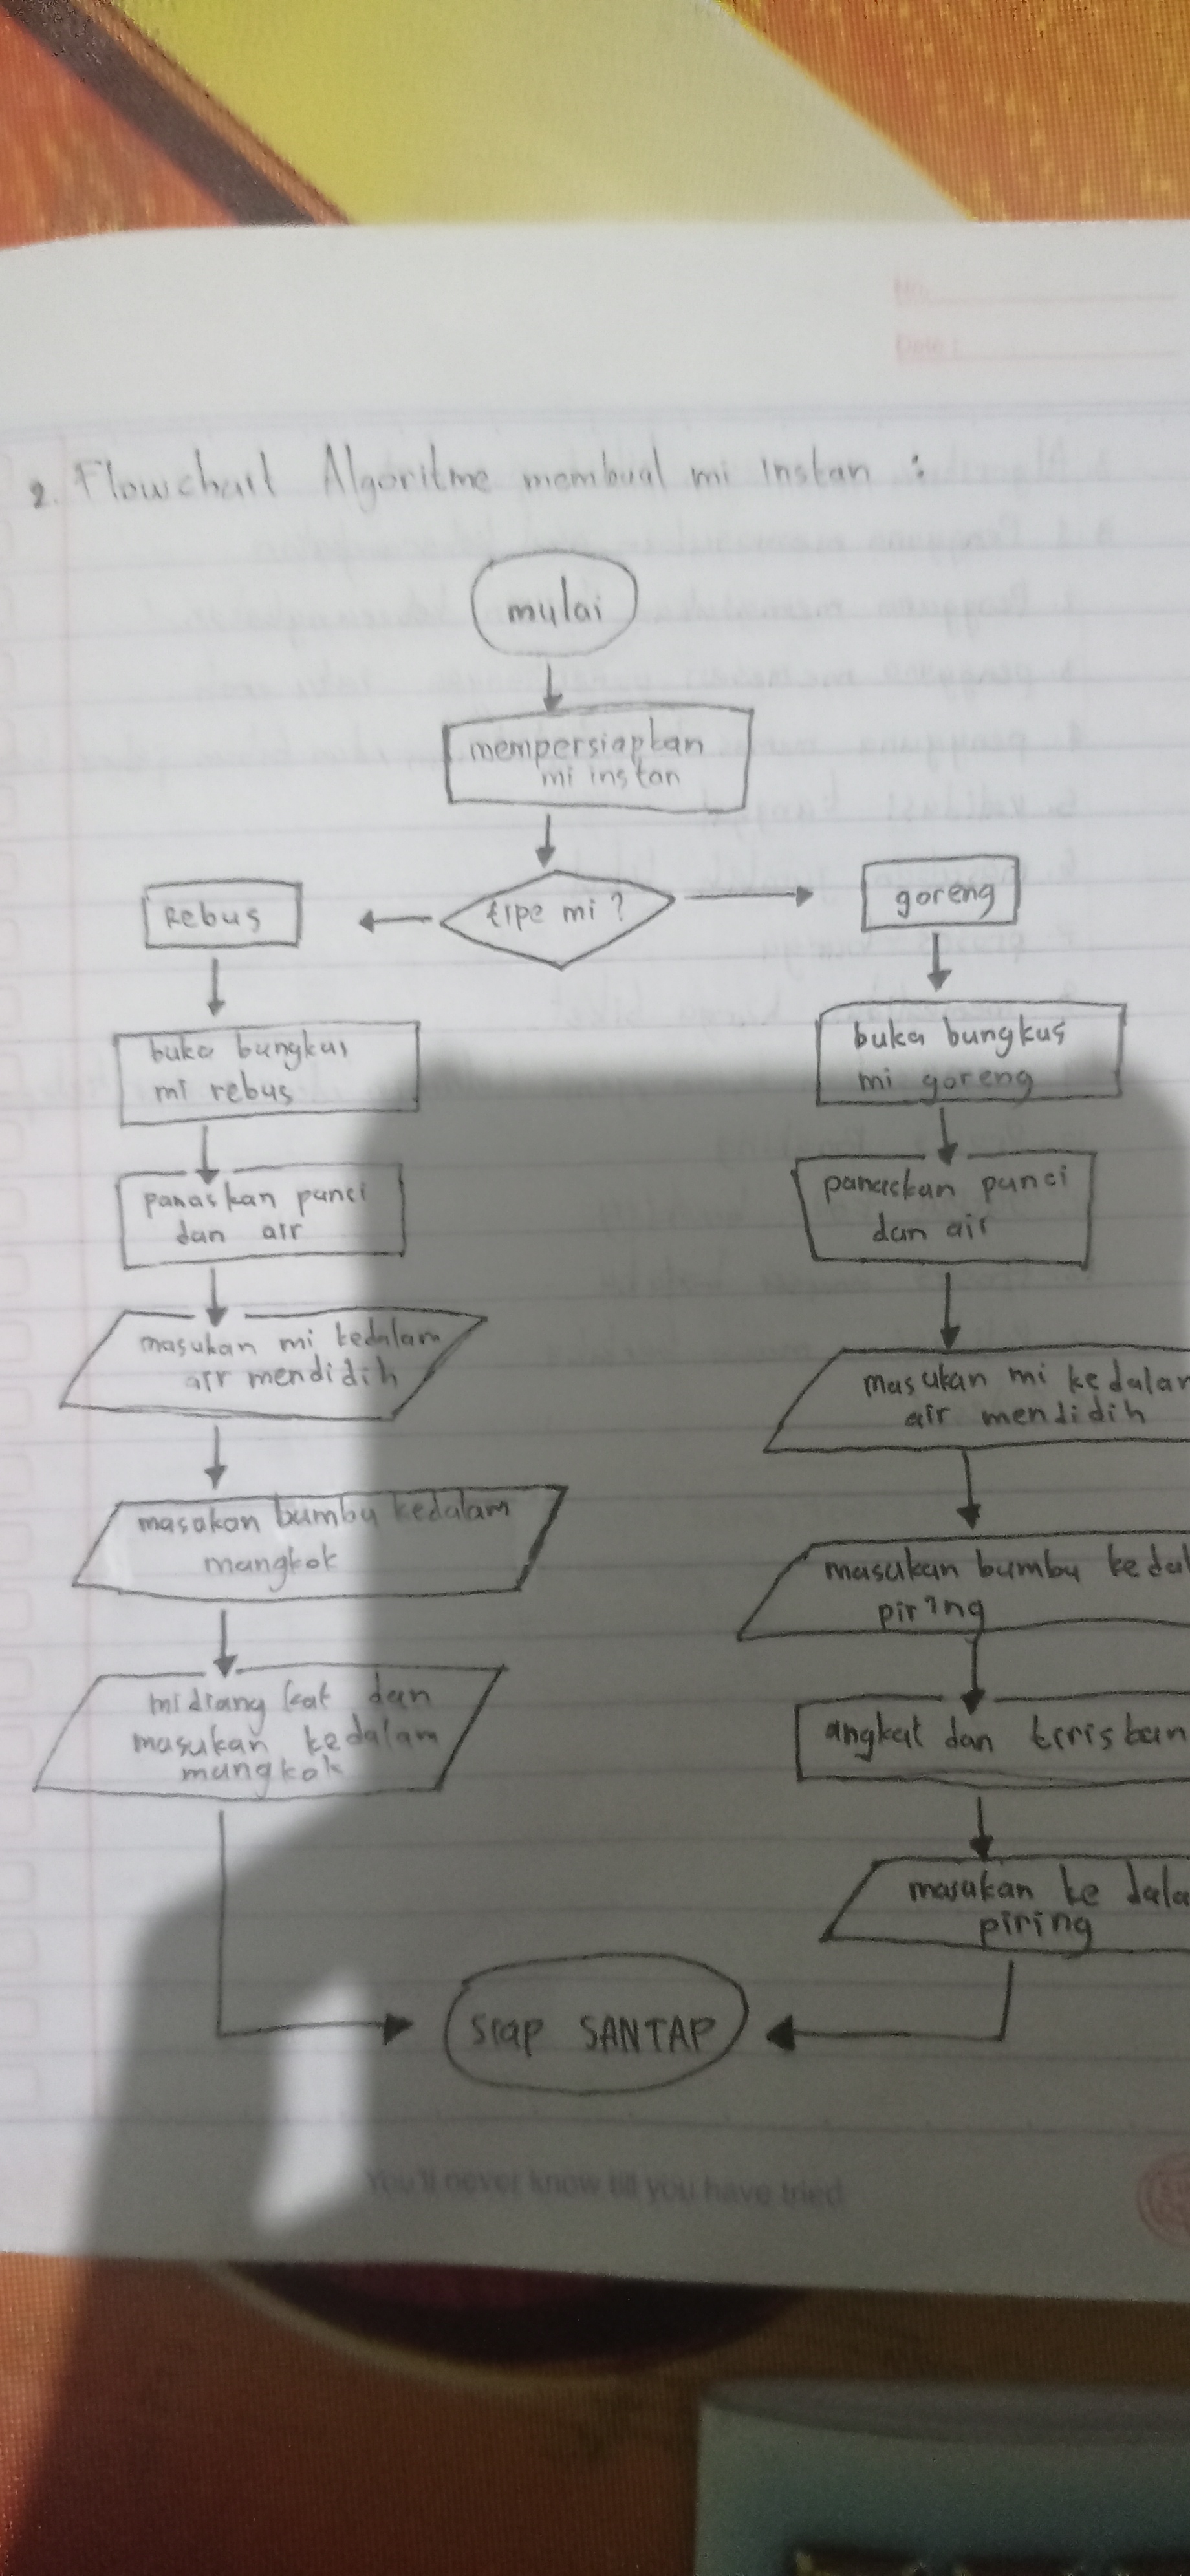 No.
Date :
2. Flowchart Algoritme membuat mi instan :
mulai
mempersiapkan
mi instan
tipe mi ?
Rebus
goreng
buka bungkus
mi rebus
panaskan panci
dan air
masukan mi kedalam
air mendidih
masukan bumbu kedalam
mangkok
mi diangkat dan
masukan kedalam
mangkok
buka bungkus
mi goreng
panaskan panci
dan air
masukan mi kedalam
air mendidih
masukan bumbu kedal
piring
angkat dan tiriskan
masukan ke dala
piring
siap SANTAP
You'll never know till you have tried